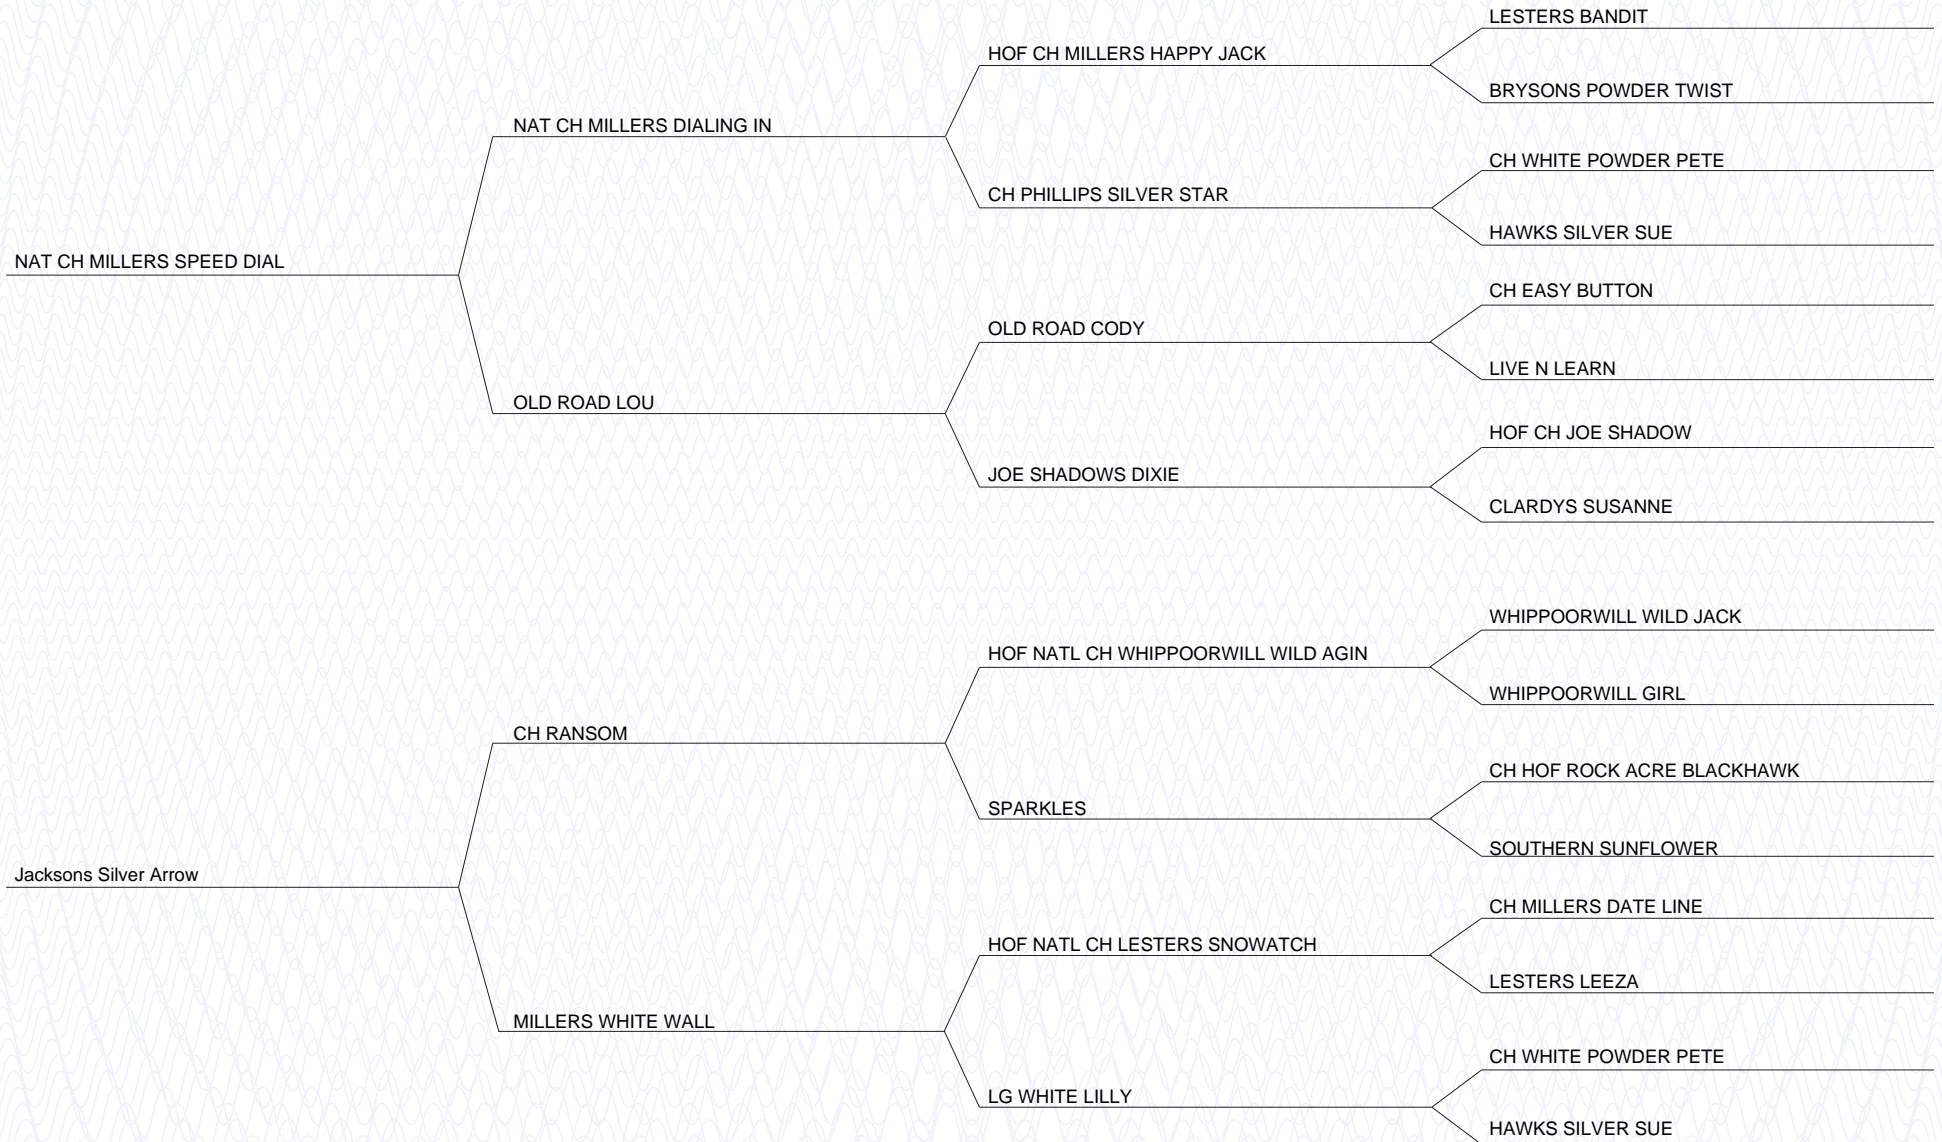 LESTERS BANDIT
HOF CH MILLERS HAPPY JACK
BRYSONS POWDER TWIST
NAT CH MILLERS DIALING IN
CH WHITE POWDER PETE
CH PHILLIPS SILVER STAR
HAWKS SILVER SUE
NAT CH MILLERS SPEED DIAL
CH EASY BUTTON
OLD ROAD CODY
LIVE N LEARN
OLD ROAD LOU
HOF CH JOE SHADOW
JOE SHADOWS DIXIE
CLARDYS SUSANNE
WHIPPOORWILL WILD JACK
HOF NATL CH WHIPPOORWILL WILD AGIN
WHIPPOORWILL GIRL
CH RANSOM
CH HOF ROCK ACRE BLACKHAWK
SPARKLES
SOUTHERN SUNFLOWER
Jacksons Silver Arrow
CH MILLERS DATE LINE
HOF NATL CH LESTERS SNOWATCH
LESTERS LEEZA
MILLERS WHITE WALL
CH WHITE POWDER PETE
LG WHITE LILLY
HAWKS SILVER SUE